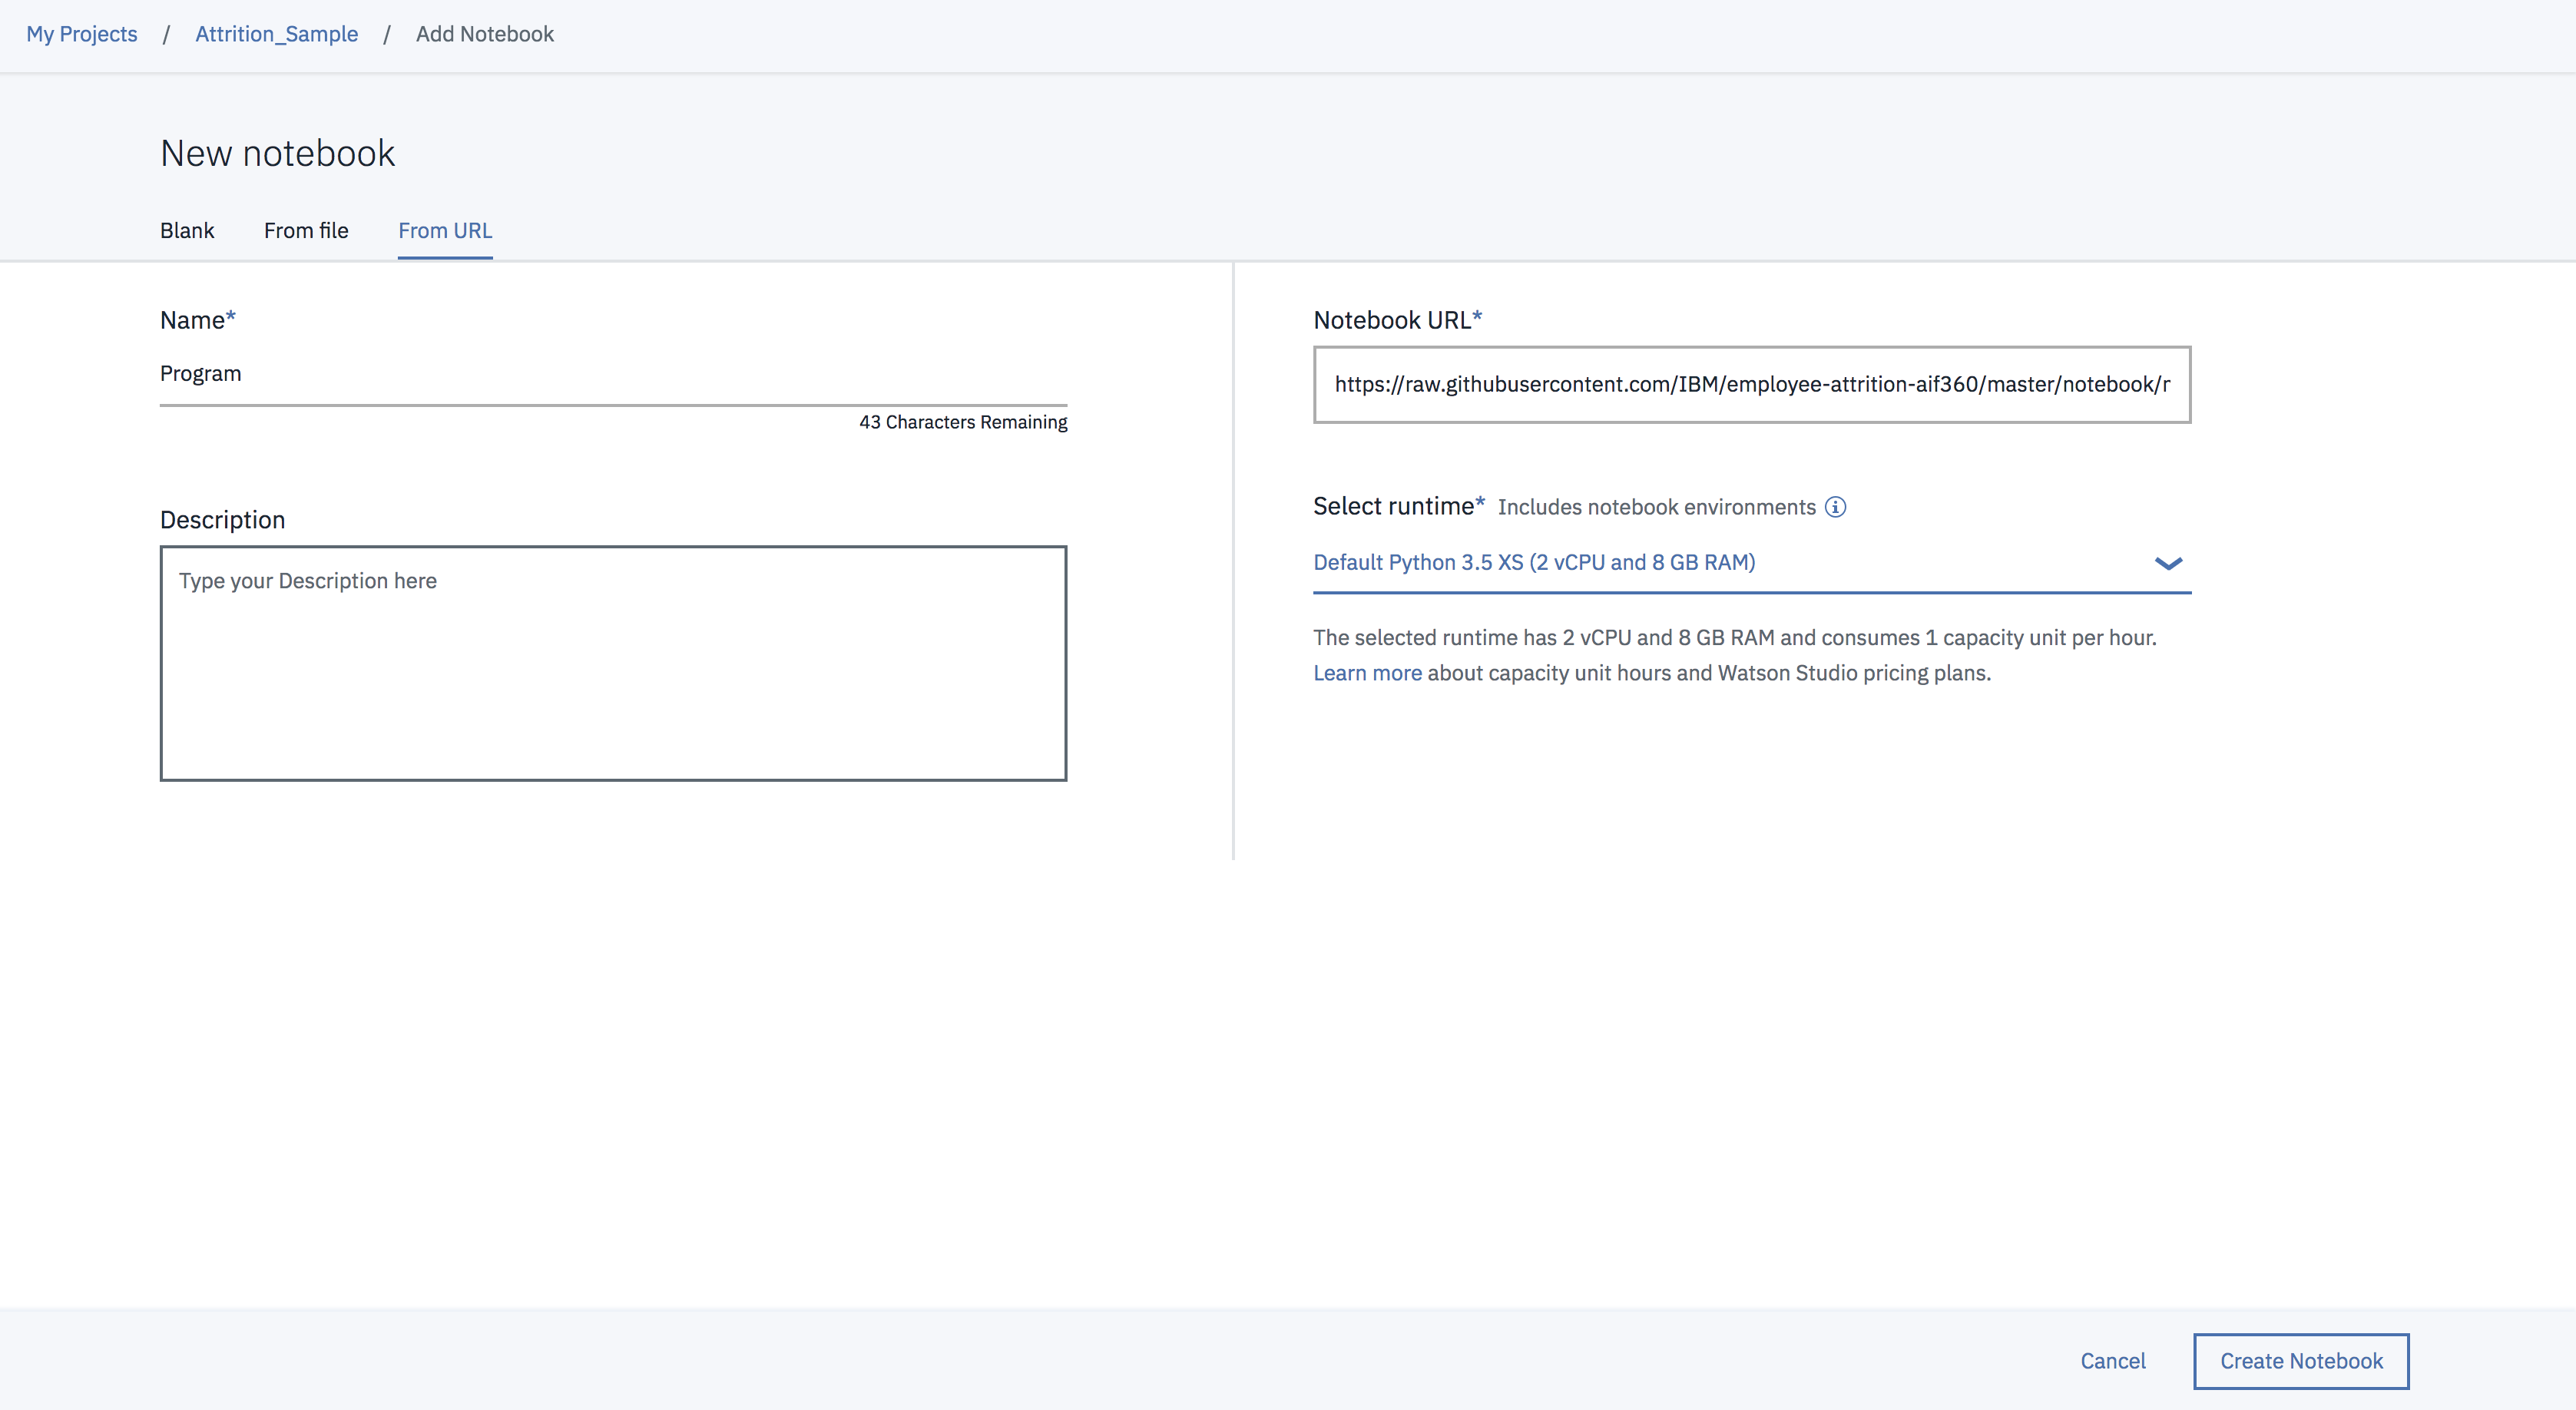 My Projects / Attrition_Sample / Add Notebook
New notebook
Blank From file From URL
Name*
Program
43 Characters Remaining
Description
Type your Description here
Notebook URL*
https://raw.githubusercontent.com/IBM/employee-attrition-aif360/master/notebook/r
Select runtime* Includes notebook environments
Default Python 3.5 XS (2 vCPU and 8 GB RAM)
The selected runtime has 2 vCPU and 8 GB RAM and consumes 1 capacity unit per hour.
Learn more about capacity unit hours and Watson Studio pricing plans.
Cancel Create Notebook